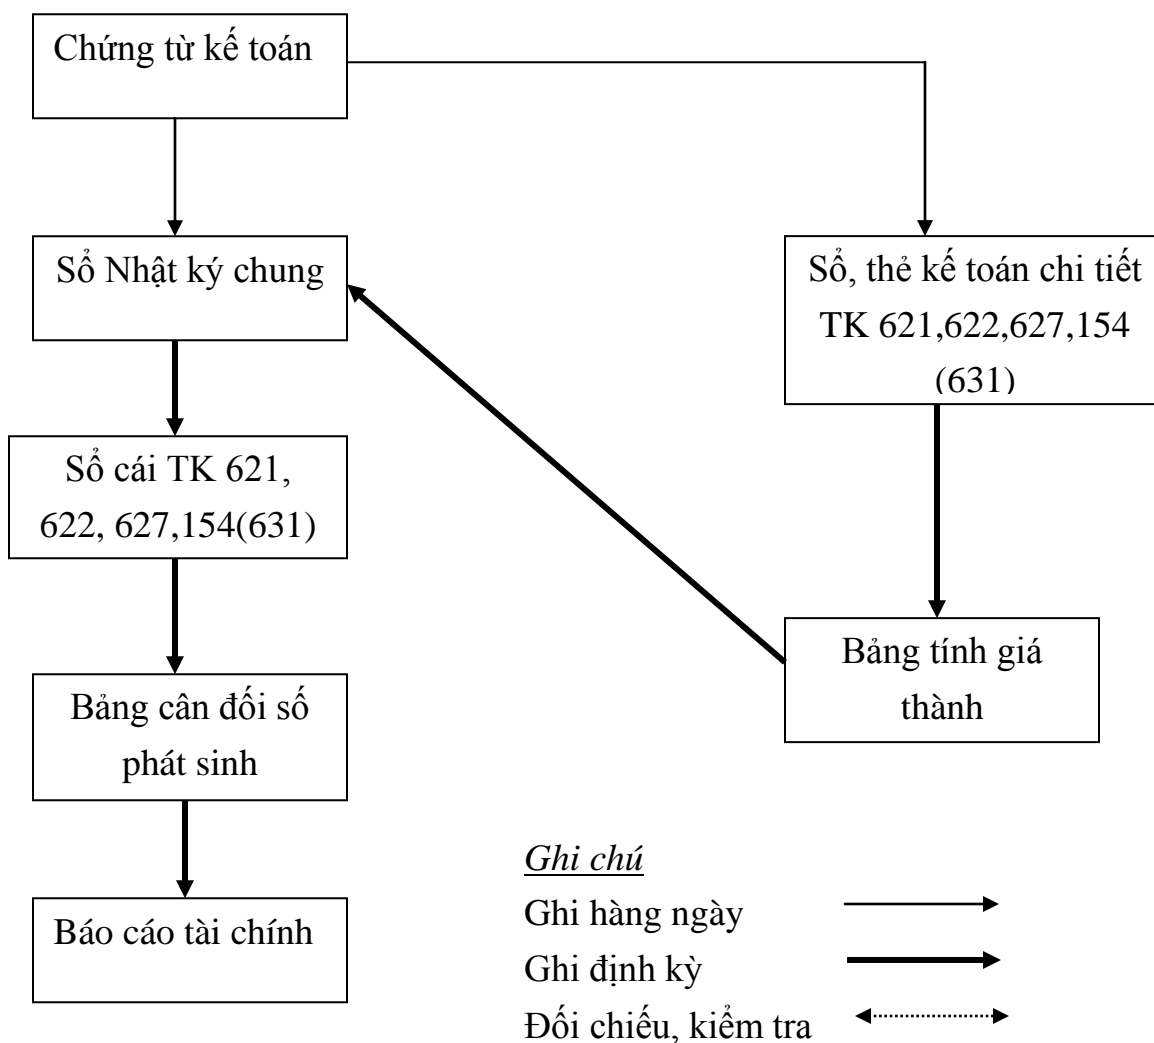 Chứng từ kế toán
Sổ Nhật ký chung
Sổ, thẻ kế toán chi tiết
TK 621,622,627,154
(631)
Sổ cái TK 621,
622, 627,154(631)
Bảng tính giá
thành
Bảng cân đối số
phát sinh
Báo cáo tài chính
Ghi chú
Ghi hàng ngày
Ghi định kỳ
Đối chiếu, kiểm tra